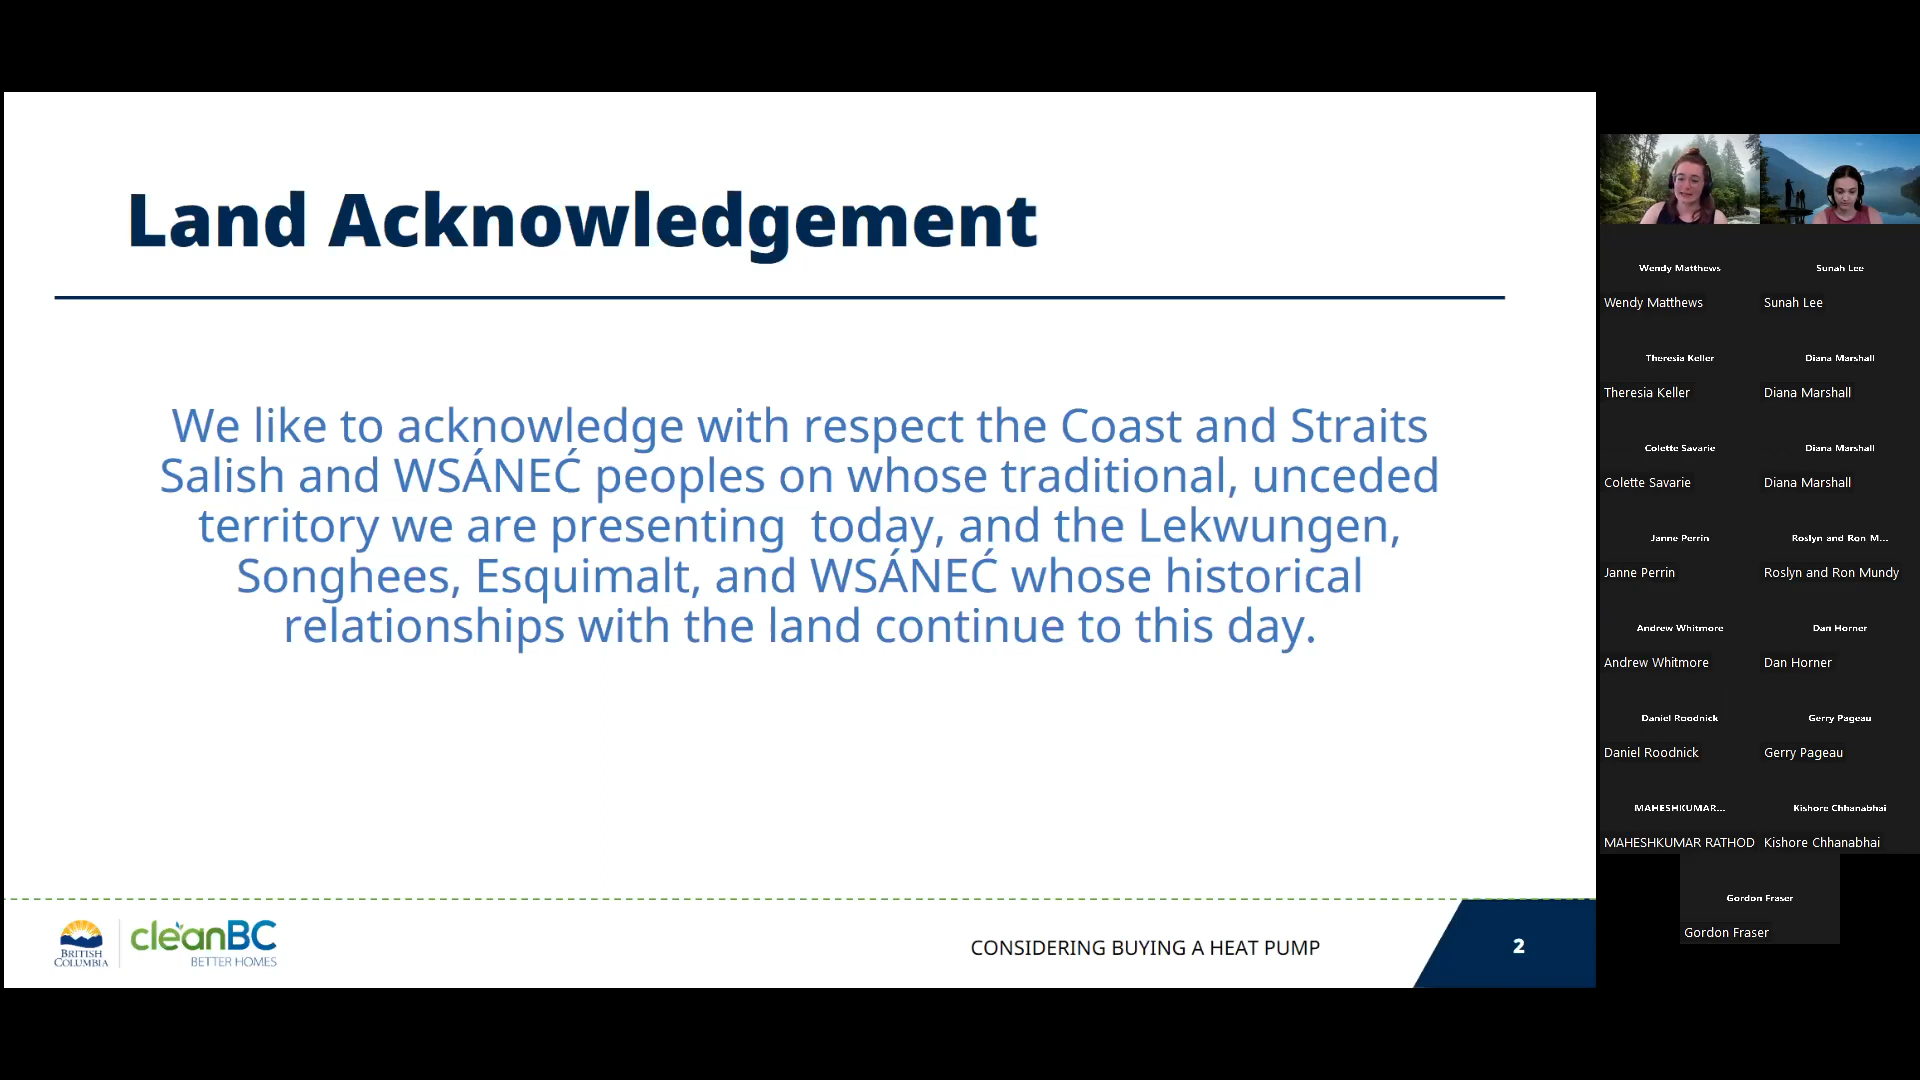 Land Acknowledgement
We like to acknowledge with respect the Coast and Straits
Salish and WSÁNEĆ peoples on whose traditional, unceded
territory we are presenting  today, and the Lekwungen,
Songhees, Esquimalt, and WSÁNEĆ whose historical
relationships with the land continue to this day.
BRITISH
COLUMBIA
cleanBC
BETTER HOMES
CONSIDERING BUYING A HEAT PUMP
2
Wendy Matthews
Wendy Matthews
Sunah Lee
Sunah Lee
Theresia Keller
Theresia Keller
Diana Marshall
Diana Marshall
Colette Savarie
Colette Savarie
Diana Marshall
Diana Marshall
Janne Perrin
Janne Perrin
Roslyn and Ron M...
Roslyn and Ron Mundy
Andrew Whitmore
Andrew Whitmore
Dan Horner
Dan Horner
Daniel Roodnick
Daniel Roodnick
Gerry Pageau
Gerry Pageau
MAHESHKUMAR...
MAHESHKUMAR RATHOD
Kishore Chhanabhai
Kishore Chhanabhai
Gordon Fraser
Gordon Fraser